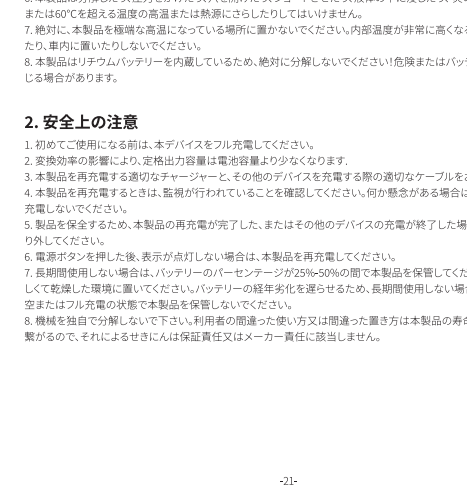 または60℃を超える温度の高温または熱源にさらしたりしてはいけません。
7. 絶対に、本製品を極端な高温になっている場所に置かないでください。内部温度が非常に高くな
たり、車内に置いたりしないでください。
8. 本製品はリチウムバッテリーを内蔵しているため、絶対に分解しないでください!危険またはバッ
じる場合があります。
2. 安全上の注意
1. 初めてご使用になる前は、本デバイスをフル充電してください。
2. 変換効率の影響により、定格出力容量は電池容量より少なくなります.
3. 本製品を再充電する適切なチャージャーと、その他のデバイスを充電する際の適切なケーブルを
4. 本製品を再充電するときは、監視が行われていることを確認してください。何か懸念がある場合は
充電しないでください。
5. 製品を保全するため、本製品の再充電が完了した、またはその他のデバイスの充電が終了した場
り外してください。
6. 電源ボタンを押した後、表示が点灯しない場合は、本製品を再充電してください。
7. 長期間使用しない場合は、バッテリーのパーセンテージが25%-50%の間で本製品を保管してくだ
しくて乾燥した環境に置いてください。バッテリーの経年劣化を遅らせるため、長期間使用しない場
空またはフル充電の状態で本製品を保管しないでください。
8. 機械を独自で分解しないで下さい。利用者の間違った使い方又は間違った置き方は本製品の寿
繋がるので、それによるせきにんは保証責任又はメーカー責任に該当しません。
-21-